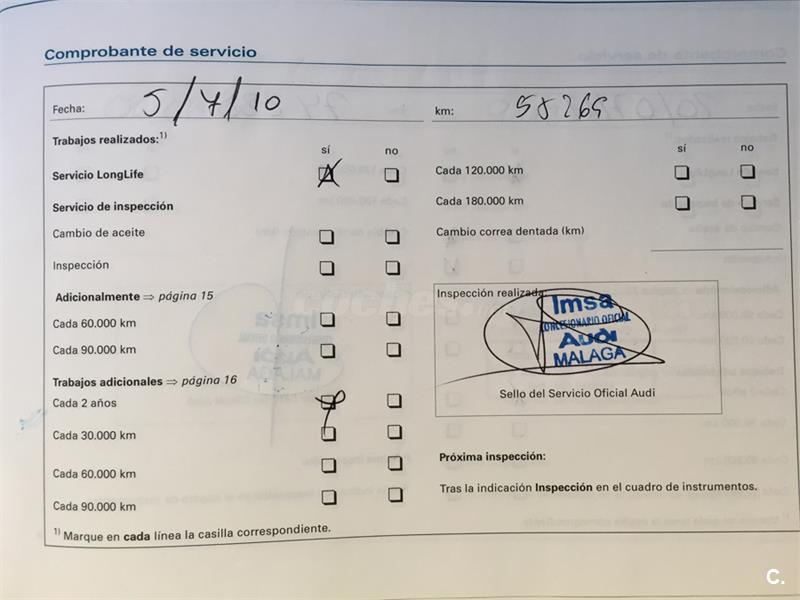 Comprobante de servicio
Fecha: 5/7/10
km: 58269
Trabajos realizados:1)
sí no
Servicio LongLife
Servicio de inspección
Cambio de aceite
Inspección
Adicionalmente ⇒ página 15
Cada 60.000 km
Cada 90.000 km
Trabajos adicionales ⇒ página 16
Cada 2 años
Cada 30.000 km
Cada 60.000 km
Cada 90.000 km
sí no
Cada 120.000 km
Cada 180.000 km
Cambio correa dentada (km)
Inspección realizada:
Imsa
CONCESIONARIO OFICIAL
Audi
MALAGA
Sello del Servicio Oficial Audi
Próxima inspección:
Tras la indicación Inspección en el cuadro de instrumentos.
1) Marque en cada línea la casilla correspondiente.
C.